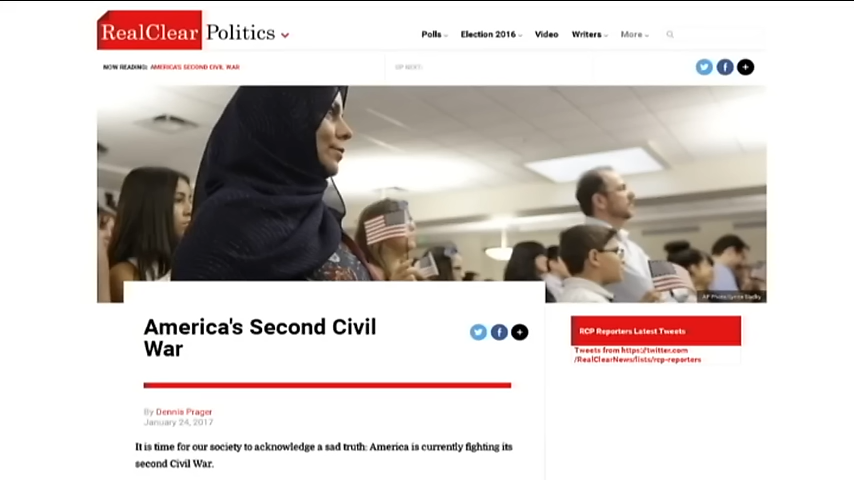 RealClear Politics
Polls Election 2016 Video Writers More
NOW READING: AMERICA'S SECOND CIVIL WAR
UP NEXT:
AP Photo/Lynne Sladky
America's Second Civil
War
RCP Reporters Latest Tweets
Tweets from https://twitter.com
/RealClearNews/lists/rcp-reporters
By Dennis Prager
January 24, 2017
It is time for our society to acknowledge a sad truth: America is currently fighting its
second Civil War.